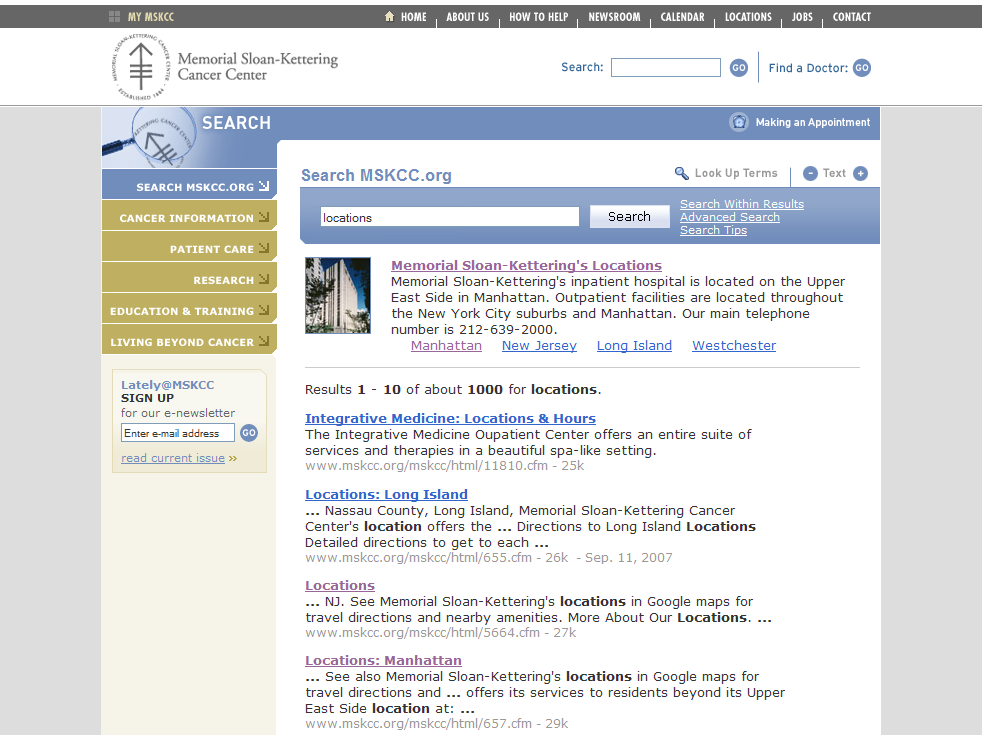 MY MSKCC
HOME ABOUT US HOW TO HELP NEWSROOM CALENDAR LOCATIONS JOBS CONTACT
MEMORIAL SLOAN-KETTERING CANCER CENTER
ESTABLISHED 1884
Memorial Sloan-Kettering
Cancer Center
Search: GO Find a Doctor: GO
KETTERING CANCER CENTER
SEARCH
Making an Appointment
SEARCH MSKCC.ORG
CANCER INFORMATION
PATIENT CARE
RESEARCH
EDUCATION & TRAINING
LIVING BEYOND CANCER
Lately@MSKCC
SIGN UP
for our e-newsletter
Enter e-mail address GO
read current issue »
Search MSKCC.org
Look Up Terms - Text +
locations Search
Search Within Results
Advanced Search
Search Tips
Memorial Sloan-Kettering's Locations
Memorial Sloan-Kettering's inpatient hospital is located on the Upper
East Side in Manhattan. Outpatient facilities are located throughout
the New York City suburbs and Manhattan. Our main telephone
number is 212-639-2000.
Manhattan New Jersey Long Island Westchester
Results 1 - 10 of about 1000 for locations.
Integrative Medicine: Locations & Hours
The Integrative Medicine Oupatient Center offers an entire suite of
services and therapies in a beautiful spa-like setting.
www.mskcc.org/mskcc/html/11810.cfm - 25k
Locations: Long Island
... Nassau County, Long Island, Memorial Sloan-Kettering Cancer
Center's location offers the ... Directions to Long Island Locations
Detailed directions to get to each ...
www.mskcc.org/mskcc/html/655.cfm - 26k - Sep. 11, 2007
Locations
... NJ. See Memorial Sloan-Kettering's locations in Google maps for
travel directions and nearby amenities. More About Our Locations. ...
www.mskcc.org/mskcc/html/5664.cfm - 27k
Locations: Manhattan
... See also Memorial Sloan-Kettering's locations in Google maps for
travel directions and ... offers its services to residents beyond its Upper
East Side location at: ...
www.mskcc.org/mskcc/html/657.cfm - 29k